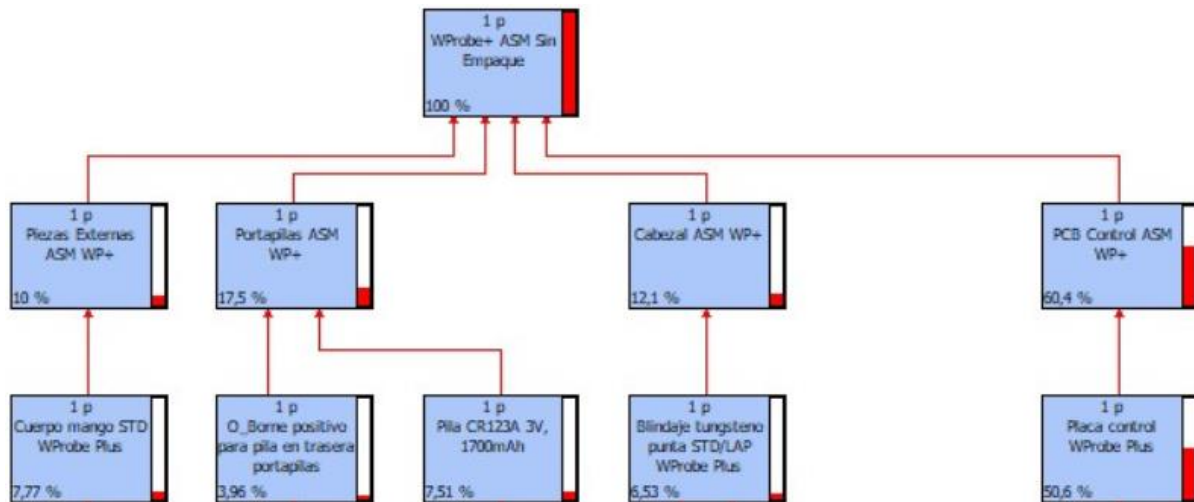 1 p
WProbe+ ASM Sin
Empaque
100 %
1 p
Piezas Externas
ASM WP+
10 %
1 p
Portapilas ASM
WP+
17,5 %
1 p
Cabezal ASM WP+
12,1 %
1 p
PCB Control ASM
WP+
60,4 %
1 p
Cuerpo mango STD
WProbe Plus
7,77 %
1 p
O_Borne positivo
para pila en trasera
portapilas
3,96 %
1 p
Pila CR123A 3V,
1700mAh
7,51 %
1 p
Blindaje tungsteno
punta STD/LAP
WProbe Plus
6,53 %
1 p
Placa control
WProbe Plus
50,6 %